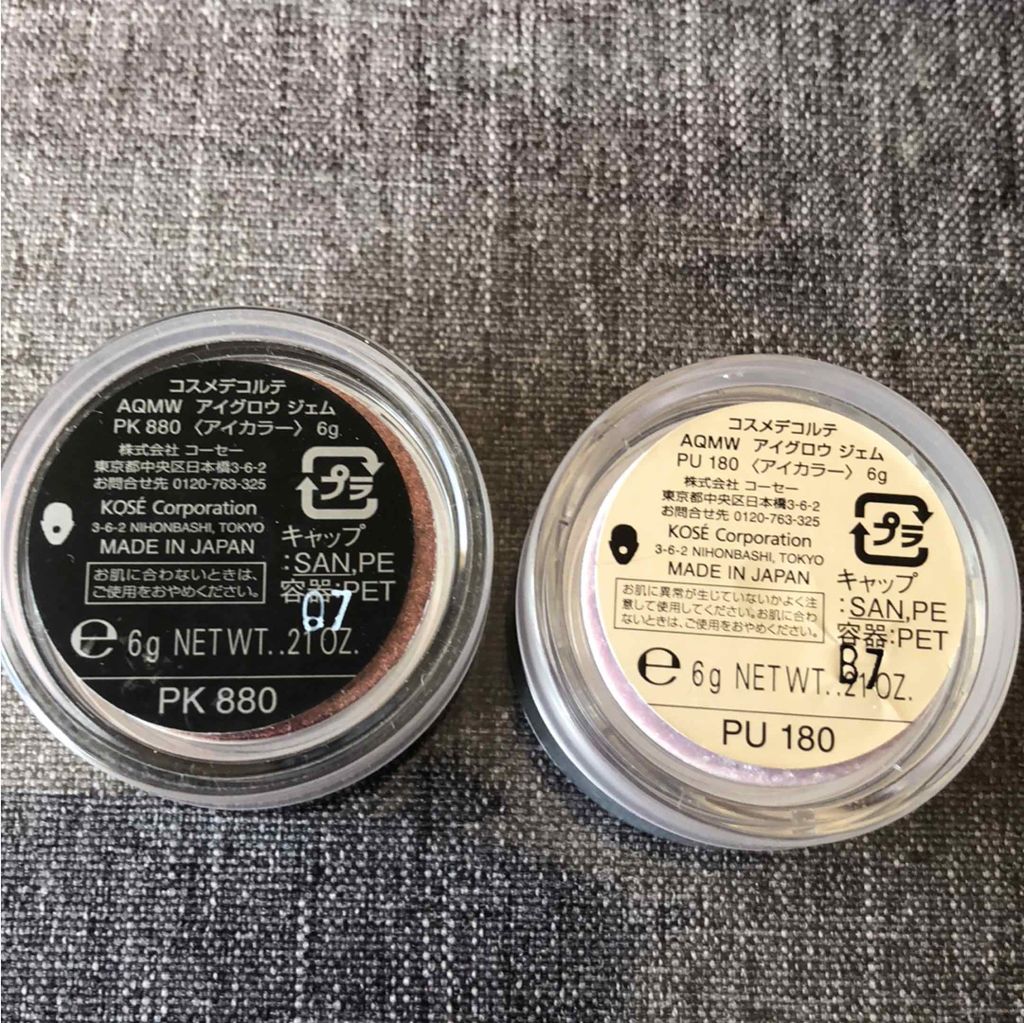 コスメデコルテ
AQMW アイグロウ ジェム
PK 880 〈アイカラー〉 6g
株式会社 コーセー
東京都中央区日本橋3-6-2
お問合せ先 0120-763-325
KOSÉ Corporation
3-6-2 NIHONBASHI, TOKYO
MADE IN JAPAN
お肌に合わないときは、
ご使用をおやめください。
プラ
キャップ
:SAN,PE
容器:PET
e 6g NET WT..21 OZ.
PK 880
コスメデコルテ
AQMW アイグロウ ジェム
PU 180 〈アイカラー〉 6g
株式会社 コーセー
東京都中央区日本橋3-6-2
お問合せ先 0120-763-325
KOSÉ Corporation
3-6-2 NIHONBASHI, TOKYO
MADE IN JAPAN
お肌に異常が生じていないかよく注
意して使用してください。お肌に合わ
ないときは、ご使用をおやめください。
プラ
キャップ
:SAN,PE
容器:PET
B7
e 6g NET WT..21 OZ.
PU 180